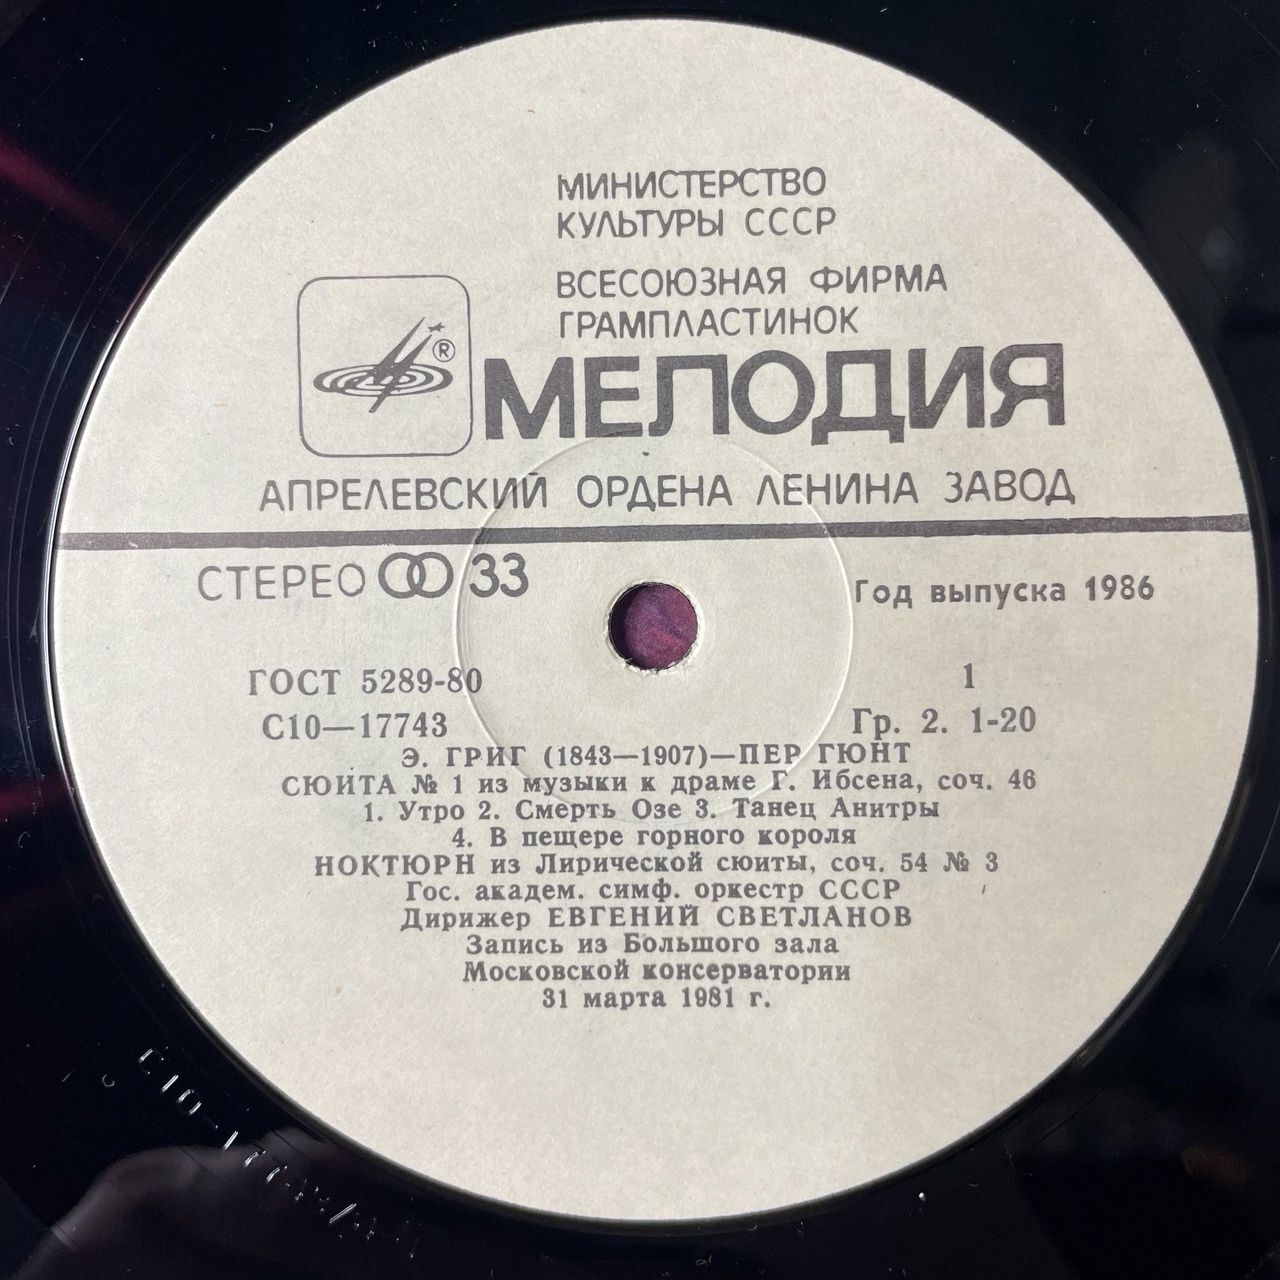 МИНИСТЕРСТВО
КУЛЬТУРЫ СССР
ВСЕСОЮЗНАЯ ФИРМА
ГРАМПЛАСТИНОК
®
МЕЛОДИЯ
АПРЕЛЕВСКИЙ ОРДЕНА ЛЕНИНА ЗАВОД
СТЕРЕО 33
Год выпуска 1986
ГОСТ 5289-80 1
С10—17743 Гр. 2. 1-20
Э. ГРИГ (1843—1907)—ПЕР ГЮНТ
СЮИТА № 1 из музыки к драме Г. Ибсена, соч. 46
1. Утро 2. Смерть Озе 3. Танец Анитры
4. В пещере горного короля
НОКТЮРН из Лирической сюиты, соч. 54 № 3
Гос. академ. симф. оркестр СССР
Дирижер ЕВГЕНИЙ СВЕТЛАНОВ
Запись из Большого зала
Московской консерватории
31 марта 1981 г.